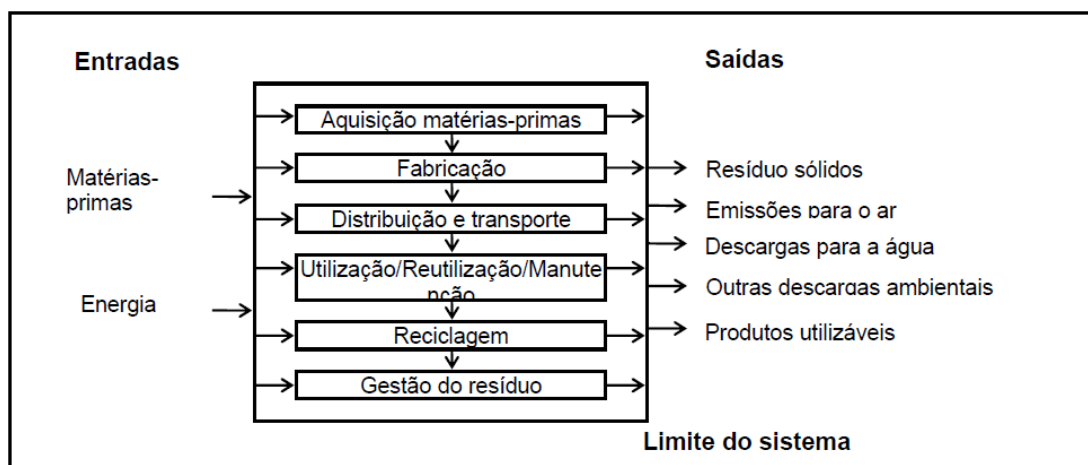 Entradas
Saídas
Aquisição matérias-primas
Fabricação
Matérias-
primas
Resíduo sólidos
Emissões para o ar
Distribuição e transporte
Descargas para a água
Utilização/Reutilização/Manute
nção
Outras descargas ambientais
Energia
Reciclagem
Produtos utilizáveis
Gestão do resíduo
Limite do sistema